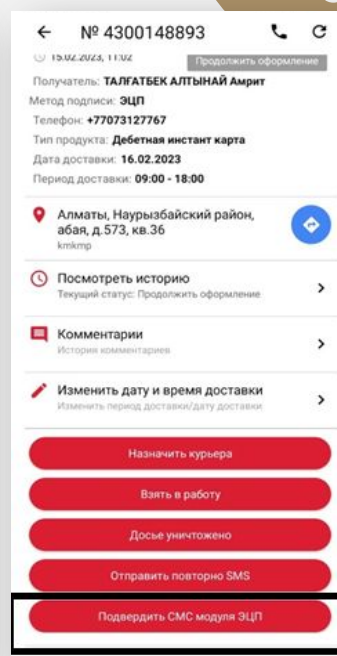 № 4300148893
15.02.2023, 11:02
Продолжить оформление
Получатель: ТАЛҒАТБЕК АЛТЫНАЙ Амрит
Метод подписи: ЭЦП
Телефон: +77073127767
Тип продукта: Дебетная инстант карта
Дата доставки: 16.02.2023
Период доставки: 09:00 - 18:00
Алматы, Наурызбайский район,
абая, д.573, кв.36
kmkmp
Посмотреть историю
Текущий статус: Продолжить оформление
Комментарии
История комментариев
Изменить дату и время доставки
Изменить период доставки/дату доставки
Назначить курьера
Взять в работу
Досье уничтожено
Отправить повторно SMS
Подвердить СМС модуля ЭЦП